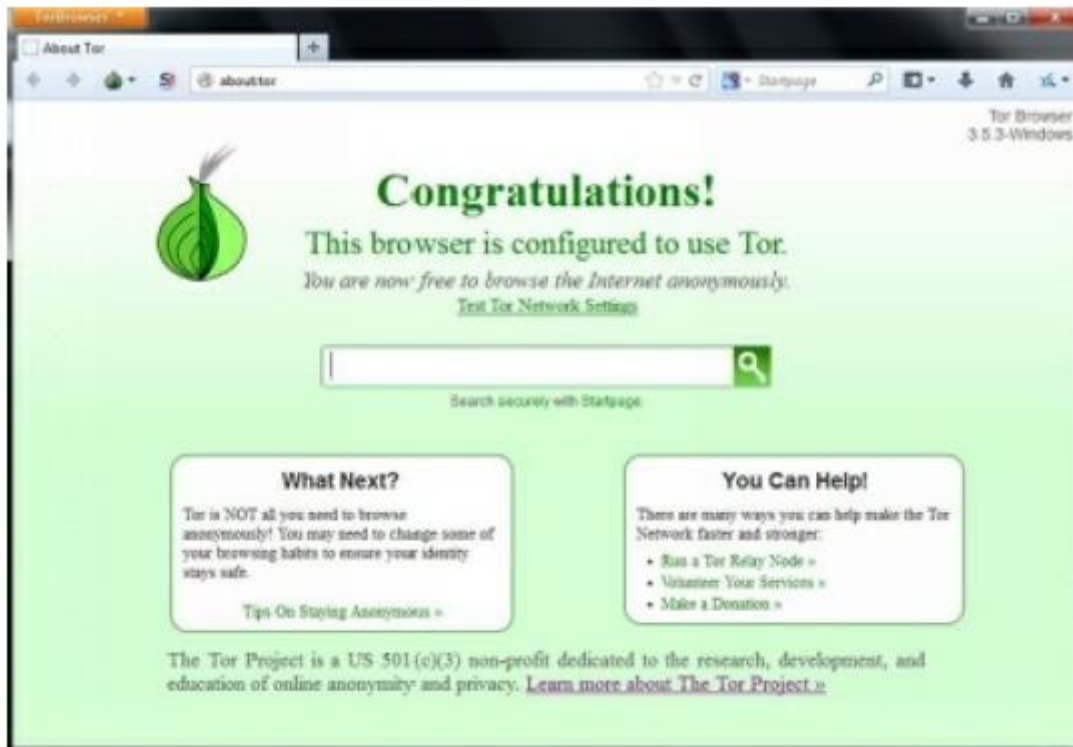 TorBrowser
About Tor
about:tor
Startpage
Tor Browser
3.5.3-Windows
Congratulations!
This browser is configured to use Tor.
You are now free to browse the Internet anonymously.
Test Tor Network Settings
Search securely with Startpage.
What Next?
Tor is NOT all you need to browse
anonymously! You may need to change some of
your browsing habits to ensure your identity
stays safe.
Tips On Staying Anonymous »
You Can Help!
There are many ways you can help make the Tor
Network faster and stronger:
• Run a Tor Relay Node »
• Volunteer Your Services »
• Make a Donation »
The Tor Project is a US 501(c)(3) non-profit dedicated to the research, development, and
education of online anonymity and privacy. Learn more about The Tor Project »